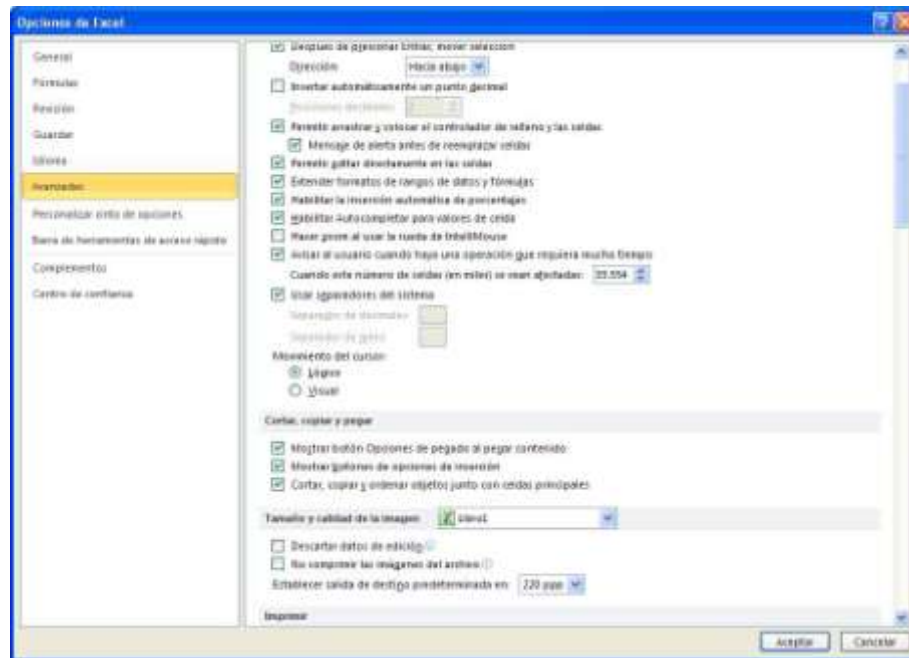 Opciones de Excel
General
Fórmulas
Revisión
Guardar
Idioma
Avanzadas
Personalizar cinta de opciones
Barra de herramientas de acceso rápido
Complementos
Centro de confianza
Después de presionar Entrar, mover selección
Dirección Hacia abajo
Insertar automáticamente un punto decimal
Posiciones decimales:
Permitir arrastrar y colocar el controlador de relleno y las celdas
Mensaje de alerta antes de reemplazar celdas
Permitir editar directamente en las celdas
Extender formatos de rangos de datos y fórmulas
Habilitar la inserción automática de porcentajes
Habilitar Autocompletar para valores de celda
Hacer zoom al usar la rueda de IntelliMouse
Avisar al usuario cuando haya una operación que requiera mucho tiempo
Cuando este número de celdas (en miles) se vean afectadas: 33.554
Usar separadores del sistema
Separador de decimales:
Separador de miles:
Movimiento del cursor:
Lógico
Visual
Cortar, copiar y pegar
Mostrar botón Opciones de pegado al pegar contenido
Mostrar botones de opciones de inserción
Cortar, copiar y ordenar objetos junto con celdas principales
Tamaño y calidad de la imagen: Libro1
Descartar datos de edición
No comprimir las imágenes del archivo
Establecer salida de destino predeterminada en: 220 ppp
Imprimir
Aceptar Cancelar